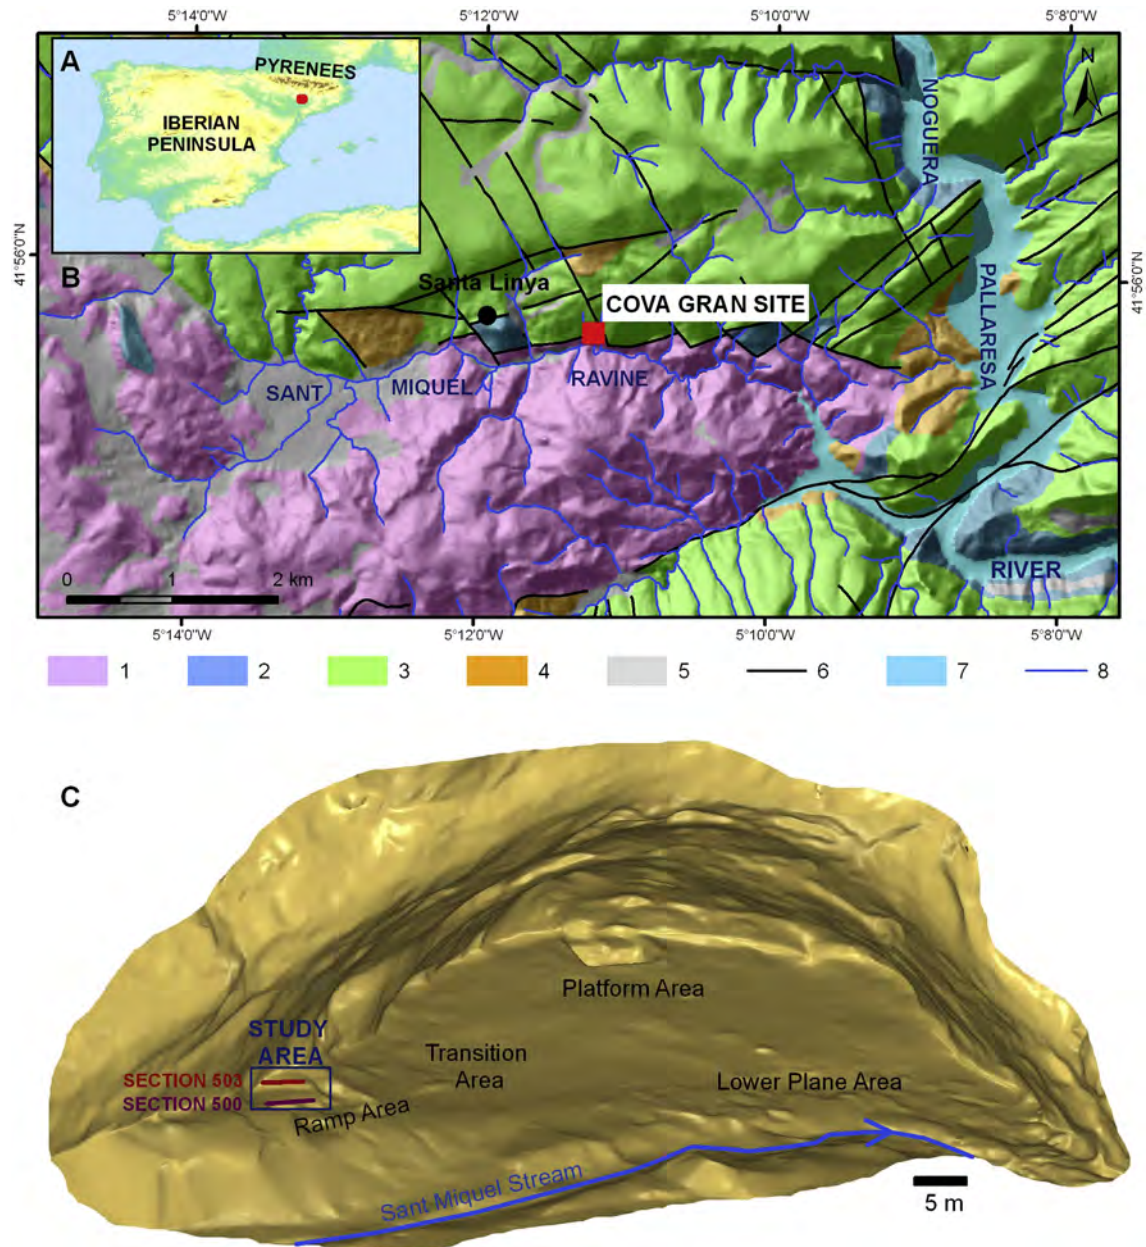 5°14'0"W 5°12'0"W 5°10'0"W 5°8'0"W
A
PYRENEES
IBERIAN
PENINSULA
N
NOGUERA
41°56'0"N
41°56'0"N
B
Santa Linya
COVA GRAN SITE
PALLARESA
SANT MIQUEL RAVINE
RIVER
0 1 2 km
5°14'0"W 5°12'0"W 5°10'0"W 5°8'0"W
1 2 3 4 5 6 7 8
C
Platform Area
STUDY
AREA
Transition
Area
SECTION 503
Lower Plane Area
SECTION 500
Ramp Area
Sant Miquel Stream
5 m